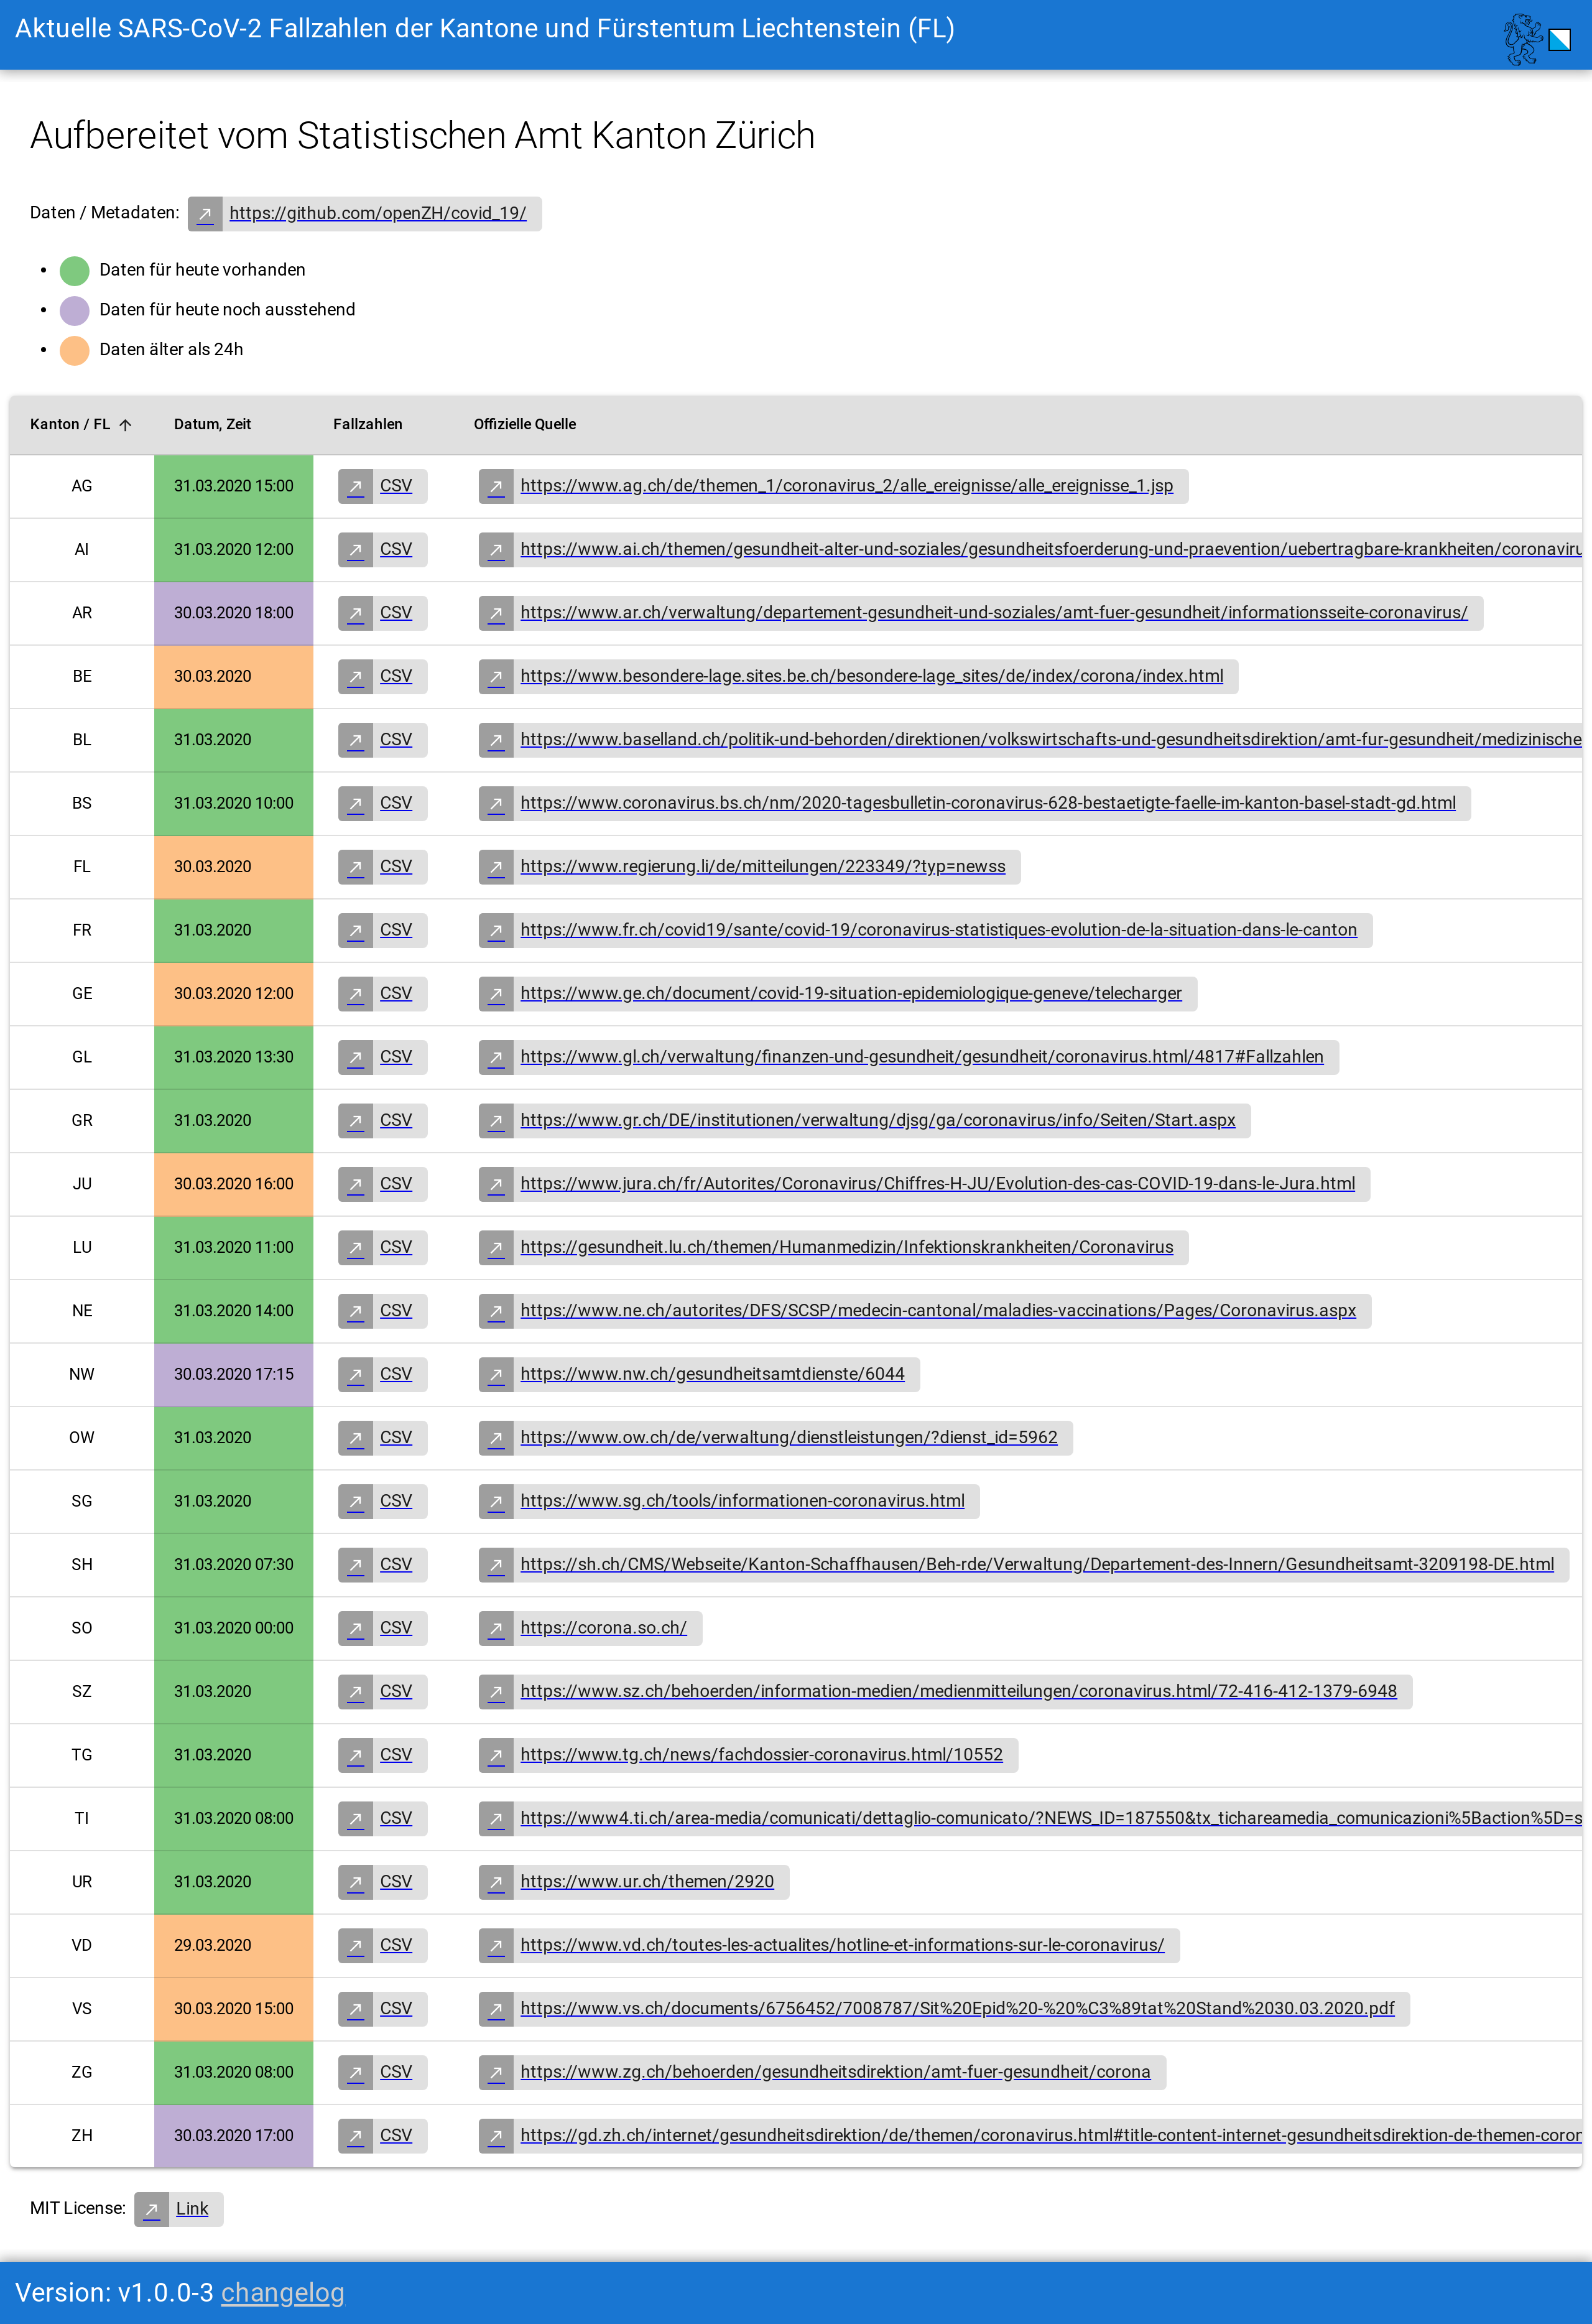 Aktuelle SARS-CoV-2 Fallzahlen der Kantone und Fürstentum Liechtenstein (FL)
Aufbereitet vom Statistischen Amt Kanton Zürich
Daten / Metadaten: https://github.com/openZH/covid_19/
Daten für heute vorhanden
Daten für heute noch ausstehend
Daten älter als 24h
Kanton / FL Datum, Zeit Fallzahlen Offizielle Quelle
AG 31.03.2020 15:00 CSV https://www.ag.ch/de/themen_1/coronavirus_2/alle_ereignisse/alle_ereignisse_1.jsp
AI 31.03.2020 12:00 CSV https://www.ai.ch/themen/gesundheit-alter-und-soziales/gesundheitsfoerderung-und-praevention/uebertragbare-krankheiten/coronaviru
AR 30.03.2020 18:00 CSV https://www.ar.ch/verwaltung/departement-gesundheit-und-soziales/amt-fuer-gesundheit/informationsseite-coronavirus/
BE 30.03.2020 CSV https://www.besondere-lage.sites.be.ch/besondere-lage_sites/de/index/corona/index.html
BL 31.03.2020 CSV https://www.baselland.ch/politik-und-behorden/direktionen/volkswirtschafts-und-gesundheitsdirektion/amt-fur-gesundheit/medizinische
BS 31.03.2020 10:00 CSV https://www.coronavirus.bs.ch/nm/2020-tagesbulletin-coronavirus-628-bestaetigte-faelle-im-kanton-basel-stadt-gd.html
FL 30.03.2020 CSV https://www.regierung.li/de/mitteilungen/223349/?typ=newss
FR 31.03.2020 CSV https://www.fr.ch/covid19/sante/covid-19/coronavirus-statistiques-evolution-de-la-situation-dans-le-canton
GE 30.03.2020 12:00 CSV https://www.ge.ch/document/covid-19-situation-epidemiologique-geneve/telecharger
GL 31.03.2020 13:30 CSV https://www.gl.ch/verwaltung/finanzen-und-gesundheit/gesundheit/coronavirus.html/4817#Fallzahlen
GR 31.03.2020 CSV https://www.gr.ch/DE/institutionen/verwaltung/djsg/ga/coronavirus/info/Seiten/Start.aspx
JU 30.03.2020 16:00 CSV https://www.jura.ch/fr/Autorites/Coronavirus/Chiffres-H-JU/Evolution-des-cas-COVID-19-dans-le-Jura.html
LU 31.03.2020 11:00 CSV https://gesundheit.lu.ch/themen/Humanmedizin/Infektionskrankheiten/Coronavirus
NE 31.03.2020 14:00 CSV https://www.ne.ch/autorites/DFS/SCSP/medecin-cantonal/maladies-vaccinations/Pages/Coronavirus.aspx
NW 30.03.2020 17:15 CSV https://www.nw.ch/gesundheitsamtdienste/6044
OW 31.03.2020 CSV https://www.ow.ch/de/verwaltung/dienstleistungen/?dienst_id=5962
SG 31.03.2020 CSV https://www.sg.ch/tools/informationen-coronavirus.html
SH 31.03.2020 07:30 CSV https://sh.ch/CMS/Webseite/Kanton-Schaffhausen/Beh-rde/Verwaltung/Departement-des-Innern/Gesundheitsamt-3209198-DE.html
SO 31.03.2020 00:00 CSV https://corona.so.ch/
SZ 31.03.2020 CSV https://www.sz.ch/behoerden/information-medien/medienmitteilungen/coronavirus.html/72-416-412-1379-6948
TG 31.03.2020 CSV https://www.tg.ch/news/fachdossier-coronavirus.html/10552
TI 31.03.2020 08:00 CSV https://www4.ti.ch/area-media/comunicati/dettaglio-comunicato/?NEWS_ID=187550&tx_tichareamedia_comunicazioni%5Baction%5D=s
UR 31.03.2020 CSV https://www.ur.ch/themen/2920
VD 29.03.2020 CSV https://www.vd.ch/toutes-les-actualites/hotline-et-informations-sur-le-coronavirus/
VS 30.03.2020 15:00 CSV https://www.vs.ch/documents/6756452/7008787/Sit%20Epid%20-%20%C3%89tat%20Stand%2030.03.2020.pdf
ZG 31.03.2020 08:00 CSV https://www.zg.ch/behoerden/gesundheitsdirektion/amt-fuer-gesundheit/corona
ZH 30.03.2020 17:00 CSV https://gd.zh.ch/internet/gesundheitsdirektion/de/themen/coronavirus.html#title-content-internet-gesundheitsdirektion-de-themen-coron
MIT License: Link
Version: v1.0.0-3 changelog